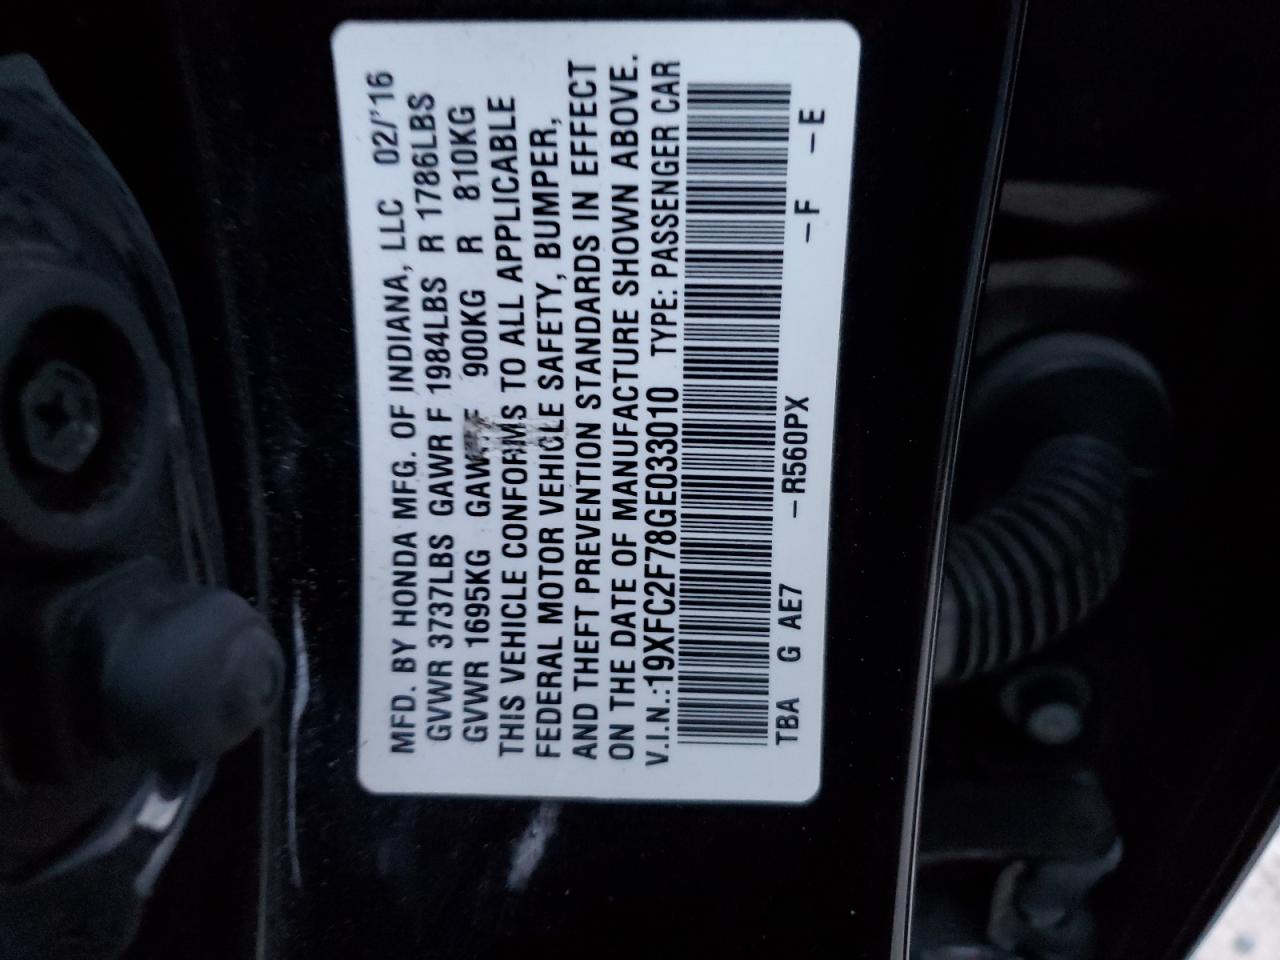 MFD. BY HONDA MFG. OF INDIANA, LLC 02/'16
GVWR 3737LBS GAWR F 1984LBS R 1786LBS
GVWR 1695KG GAWR F 900KG R 810KG
THIS VEHICLE CONFORMS TO ALL APPLICABLE
FEDERAL MOTOR VEHICLE SAFETY, BUMPER,
AND THEFT PREVENTION STANDARDS IN EFFECT
ON THE DATE OF MANUFACTURE SHOWN ABOVE.
V.I.N.:19XFC2F78GE033010 TYPE: PASSENGER CAR
TBA G AE7 –R560PX –F –E